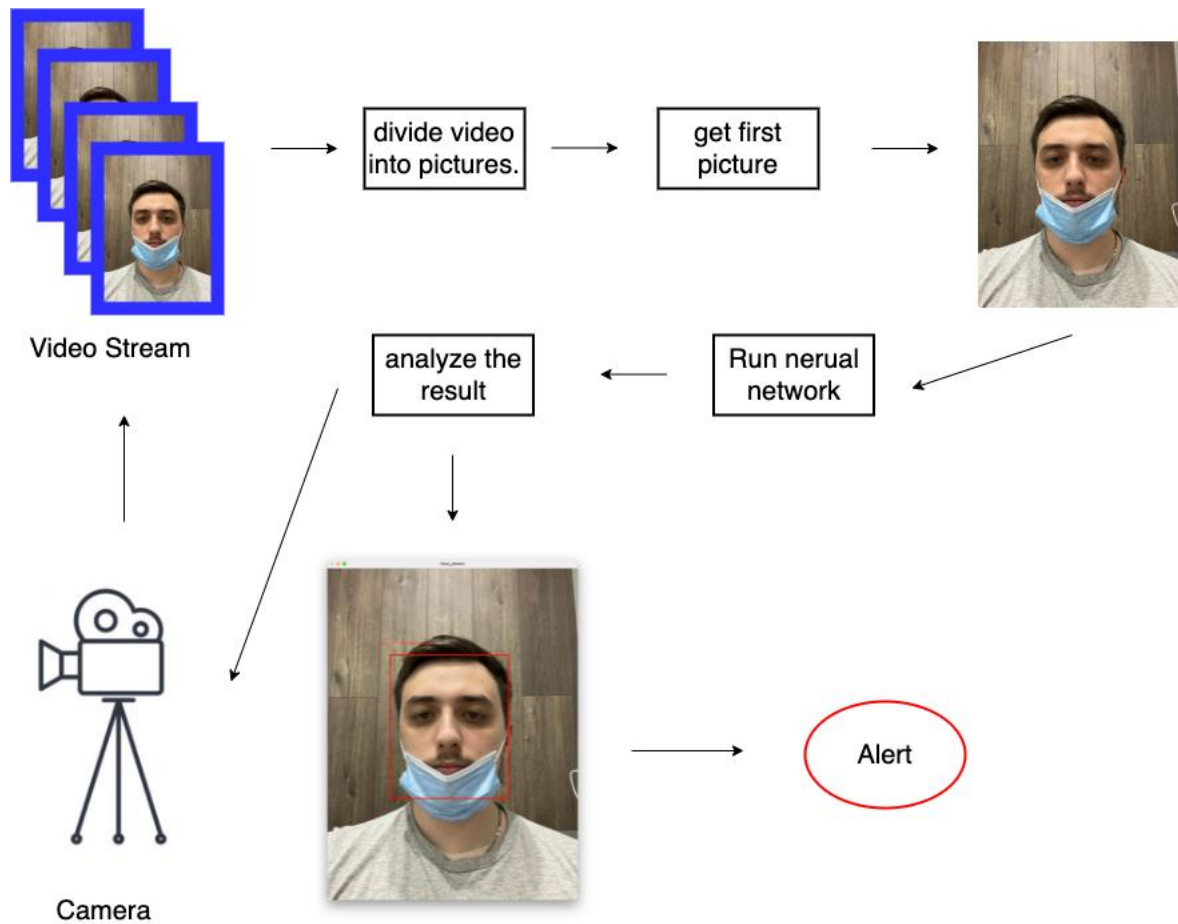 divide video
into pictures.
get first
picture
Video Stream
analyze the
result
Run nerual
network
Alert
Camera